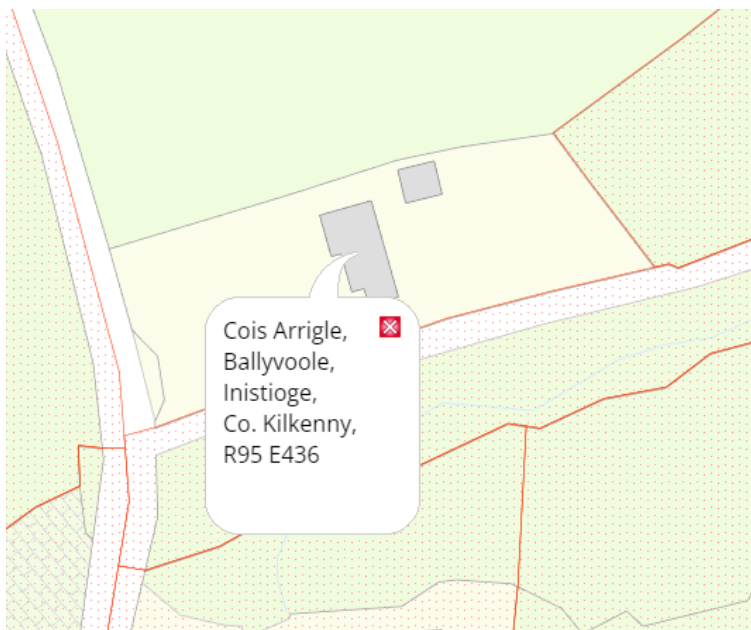 Cois Arrigle,
Ballyvoole,
Inistioge,
Co. Kilkenny,
R95 E436